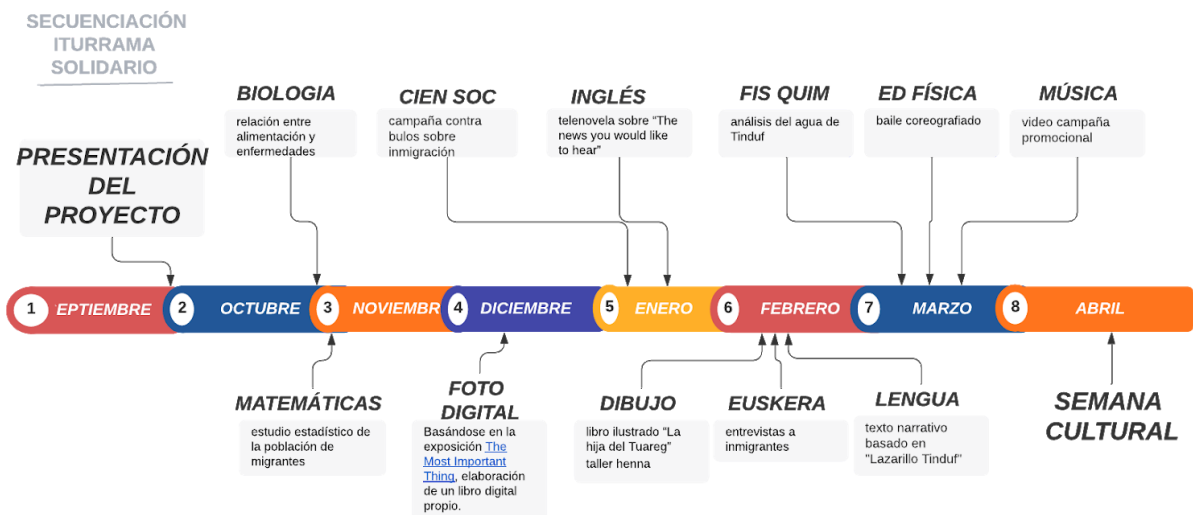 SECUENCIACIÓN
ITURRAMA
SOLIDARIO
PRESENTACIÓN
DEL
PROYECTO
BIOLOGIA
relación entre
alimentación y
enfermedades
CIEN SOC
campaña contra
bulos sobre
inmigración
INGLÉS
telenovela sobre “The
news you would like
to hear”
FIS QUIM
análisis del agua de
Tinduf
ED FÍSICA
baile coreografiado
MÚSICA
video campaña
promocional
1 EPTIEMBRE
2 OCTUBRE
3 NOVIEMBR
4 DICIEMBRE
5 ENERO
6 FEBRERO
7 MARZO
8 ABRIL
MATEMÁTICAS
estudio estadístico de
la población de
migrantes
FOTO
DIGITAL
Basándose en la
exposición The
Most Important
Thing, elaboración
de un libro digital
propio.
DIBUJO
libro ilustrado “La
hija del Tuareg”
taller henna
EUSKERA
entrevistas a
inmigrantes
LENGUA
texto narrativo
basado en
"Lazarillo Tinduf"
SEMANA
CULTURAL